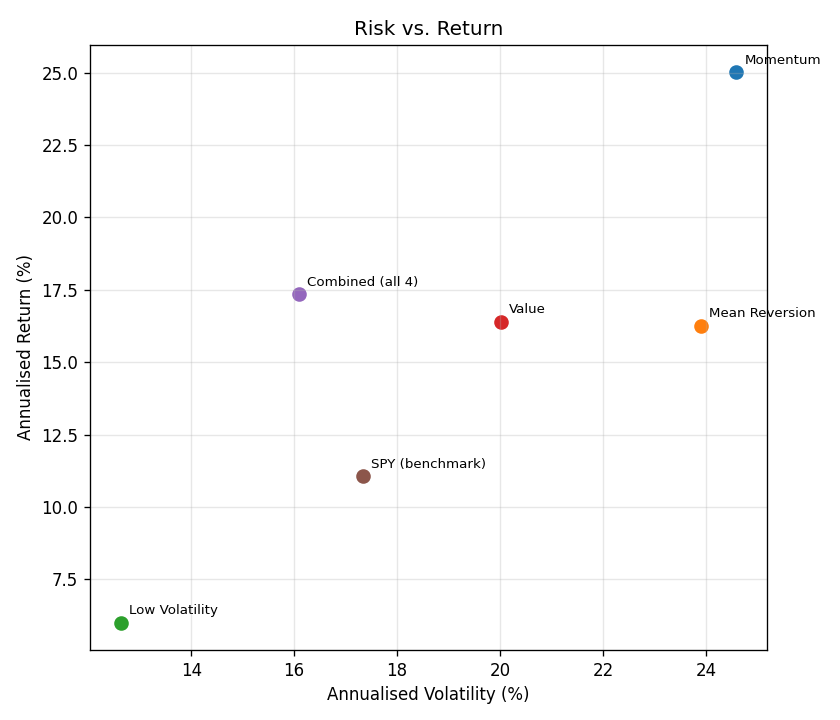 Risk vs. Return
Momentum
25.0
22.5
20.0
Combined (all 4)
17.5
Value
Mean Reversion
15.0
12.5
SPY (benchmark)
10.0
7.5
Low Volatility
14 16 18 20 22 24
Annualised Volatility (%)
Annualised Return (%)